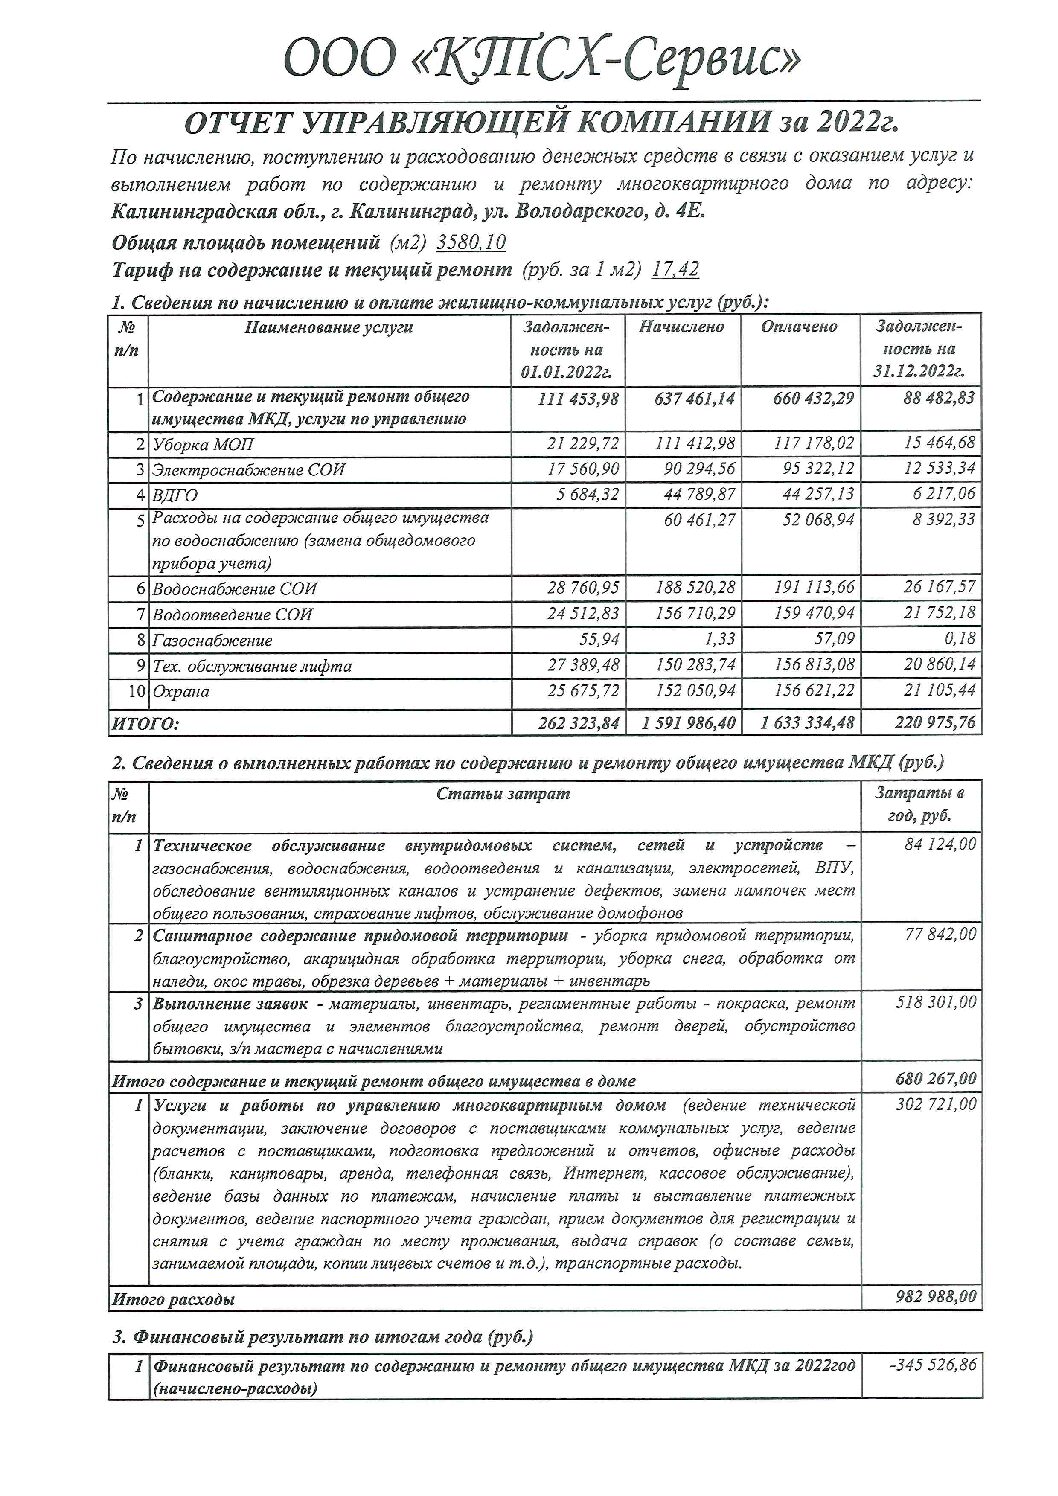 ООО «КТСХ-Сервис»
ОТЧЕТ УПРАВЛЯЮЩЕЙ КОМПАНИИ за 2022г.
По начислению, поступлению и расходованию денежных средств в связи с оказанием услуг и
выполнением работ по содержанию и ремонту многоквартирного дома по адресу:
Калининградская обл., г. Калининград, ул. Володарского, д. 4Е.
Общая площадь помещений (м2) 3580,10
Тариф на содержание и текущий ремонт (руб. за 1 м2) 17,42
1. Сведения по начислению и оплате жилищно-коммунальных услуг (руб.):
№ п/п Наименование услуги Задолжен-ность на 01.01.2022г. Начислено Оплачено Задолжен-ность на 31.12.2022г.
1 Содержание и текущий ремонт общего 111 453,98 637 461,14 660 432,29 88 482,83
имущества МКД, услуги по управлению
2 Уборка МОП 21 229,72 111 412,98 117 178,02 15 464,68
3 Электроснабжение СОИ 17 560,90 90 294,56 95 322,12 12 533,34
4 ВДГО 5 684,32 44 789,87 44 257,13 6 217,06
5 Расходы на содержание общего имущества 60 461,27 52 068,94 8 392,33
по водоснабжению (замена общедомового
прибора учета)
6 Водоснабжение СОИ 28 760,95 188 520,28 191 113,66 26 167,57
7 Водоотведение СОИ 24 512,83 156 710,29 159 470,94 21 752,18
8 Газоснабжение 55,94 1,33 57,09 0,18
9 Тех. обслуживание лифта 27 389,48 150 283,74 156 813,08 20 860,14
10 Охрана 25 675,72 152 050,94 156 621,22 21 105,44
ИТОГО: 262 323,84 1 591 986,40 1 633 334,48 220 975,76
2. Сведения о выполненных работах по содержанию и ремонту общего имущества МКД (руб.)
№ Статьи затрат Затраты в
п/п год, руб.
1 Техническое обслуживание внутридомовых систем, сетей и устройств – 84 124,00
газоснабжения, водоснабжения, водоотведения и канализации, электросетей, ВПУ,
обследование вентиляционных каналов и устранение дефектов, замена лампочек мест
общего пользования, страхование лифтов, обслуживание домофонов
2 Санитарное содержание придомовой территории - уборка придомовой территории, 77 842,00
благоустройство, акарицидная обработка территории, уборка снега, обработка от
наледи, окос травы, обрезка деревьев + материалы + инвентарь
3 Выполнение заявок - материалы, инвентарь, регламентные работы - покраска, ремонт 518 301,00
общего имущества и элементов благоустройства, ремонт дверей, обустройство
бытовки, з/п мастера с начислениями
Итого содержание и текущий ремонт общего имущества в доме 680 267,00
1 Услуги и работы по управлению многоквартирным домом (ведение технической 302 721,00
документации, заключение договоров с поставщиками коммунальных услуг, ведение
расчетов с поставщиками, подготовка предложений и отчетов, офисные расходы
(бланки, канцтовары, аренда, телефонная связь, Интернет, кассовое обслуживание),
ведение базы данных по платежам, начисление платы и выставление платежных
документов, ведение паспортного учета граждан, прием документов для регистрации и
снятия с учета граждан по месту проживания, выдача справок (о составе семьи,
занимаемой площади, копии лицевых счетов и т.д.), транспортные расходы.
Итого расходы 982 988,00
3. Финансовый результат по итогам года (руб.)
1 Финансовый результат по содержанию и ремонту общего имущества МКД за 2022год -345 526,86
(начислено-расходы)